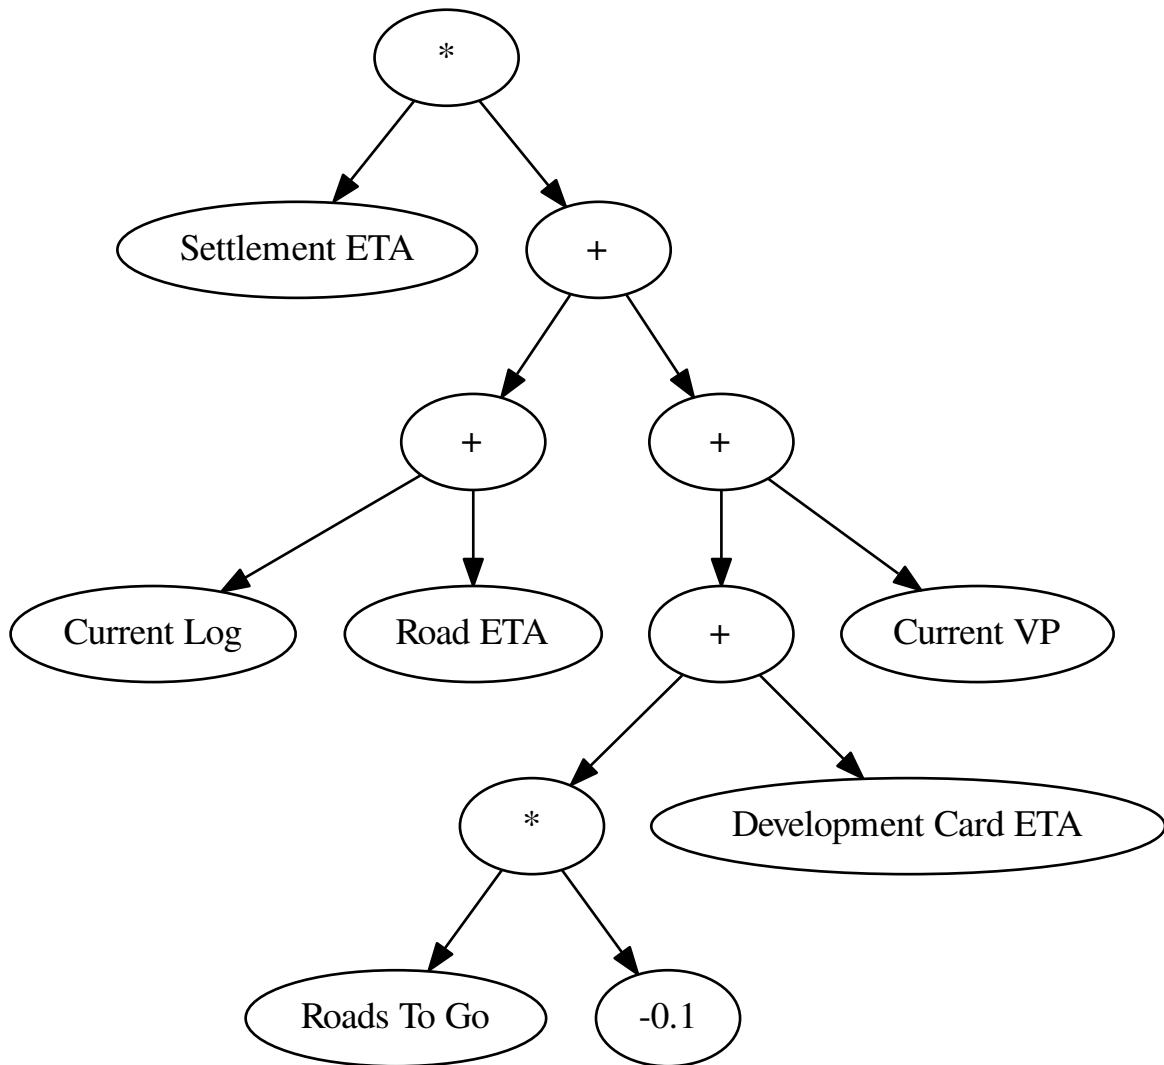 *
Settlement ETA
+
+
+
Current Log
Road ETA
+
Current VP
*
Development Card ETA
Roads To Go
-0.1